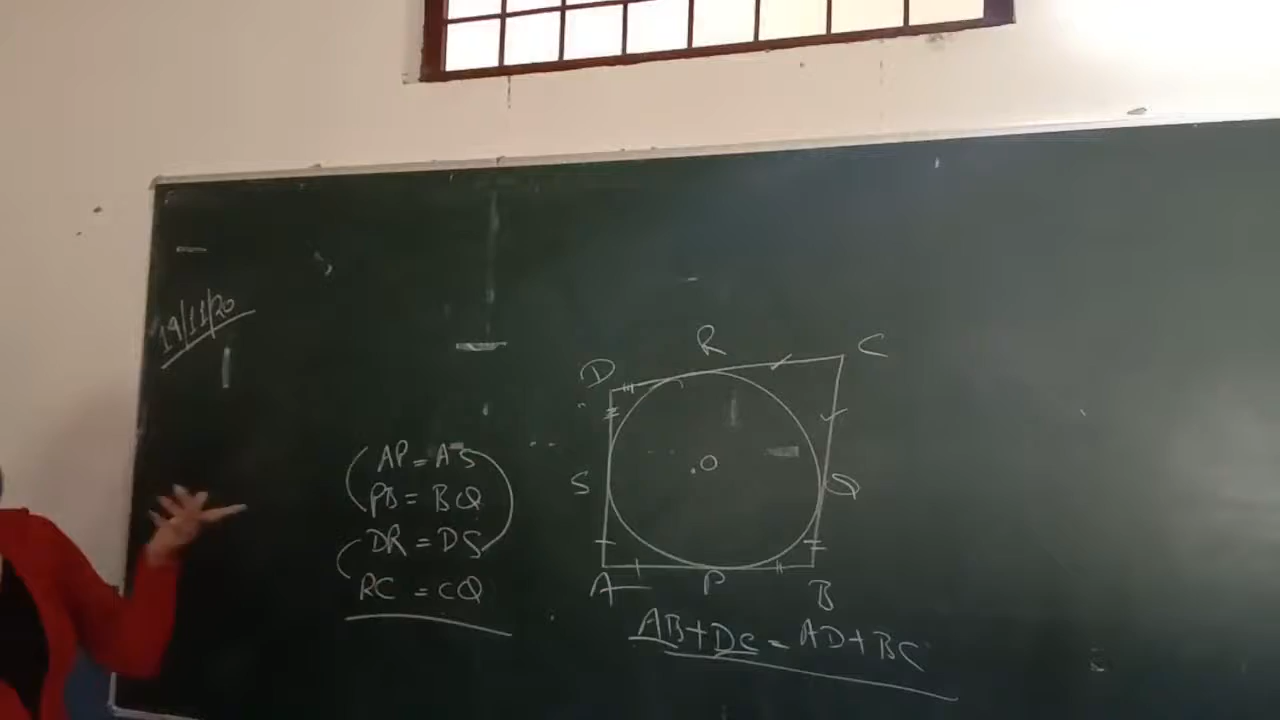 19/11/20
R
D
C
AP = AS
PB = BQ
S
.O
Q
DR = DS
RC = CQ
A
P
B
AB + DC = AD + BC